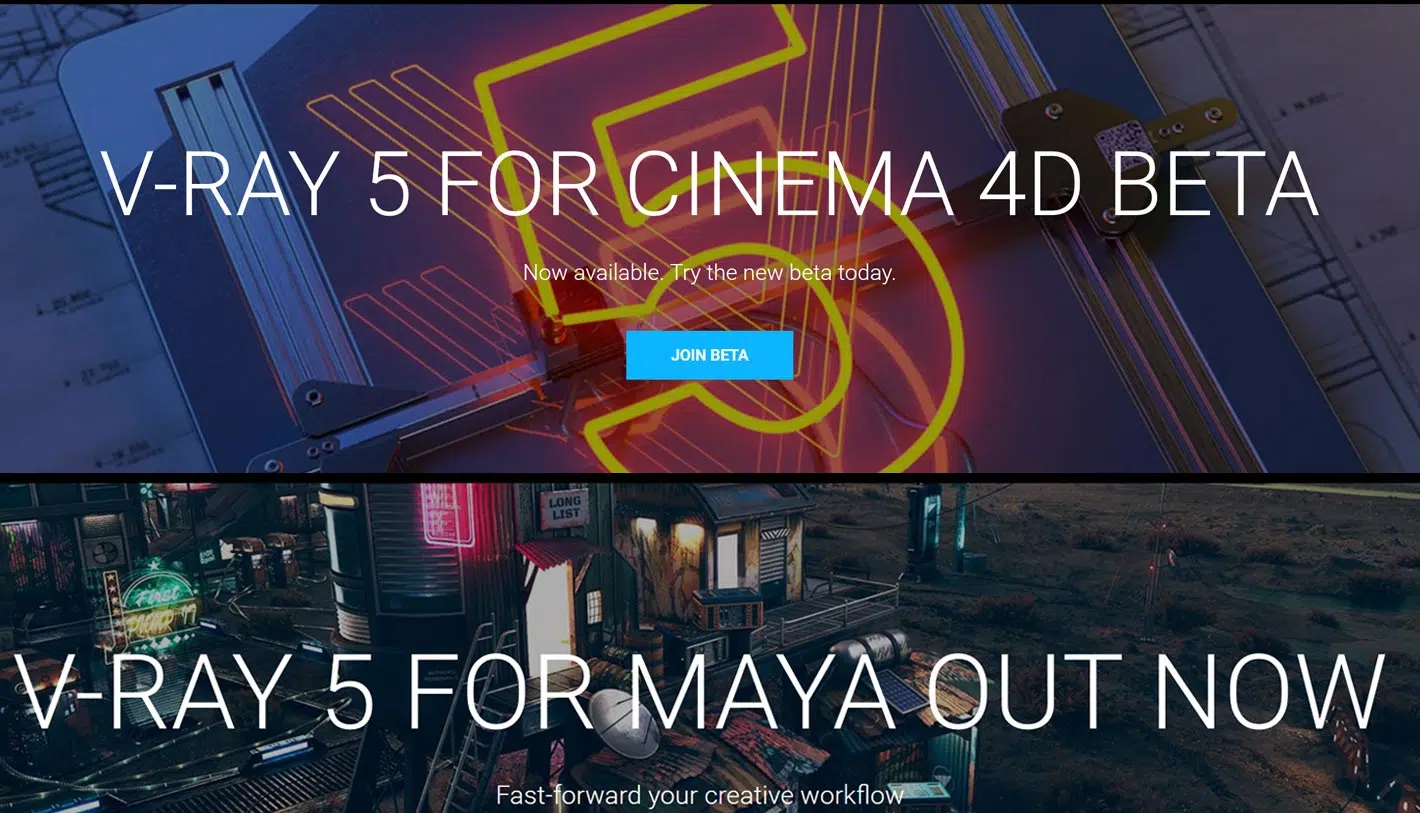 V-RAY 5 FOR CINEMA 4D BETA
Now available. Try the new beta today.
JOIN BETA
LONG
LIST
First
V-RAY 5 FOR MAYA OUT NOW
Fast-forward your creative workflow